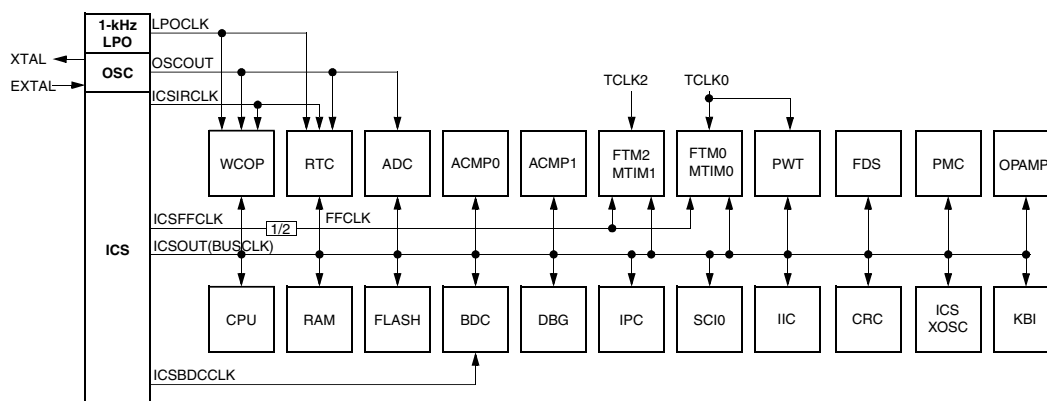 1-kHz
LPO
LPOCLK
XTAL
OSC
OSCOUT
EXTAL
ICSIRCLK
TCLK2
TCLK0
WCOP
RTC
ADC
ACMP0
ACMP1
FTM2
MTIM1
FTM0
MTIM0
PWT
FDS
PMC
OPAMP
ICSFFCLK
1/2
FFCLK
ICS
ICSOUT(BUSCLK)
CPU
RAM
FLASH
BDC
DBG
IPC
SCI0
IIC
CRC
ICS
XOSC
KBI
ICSBDCCLK